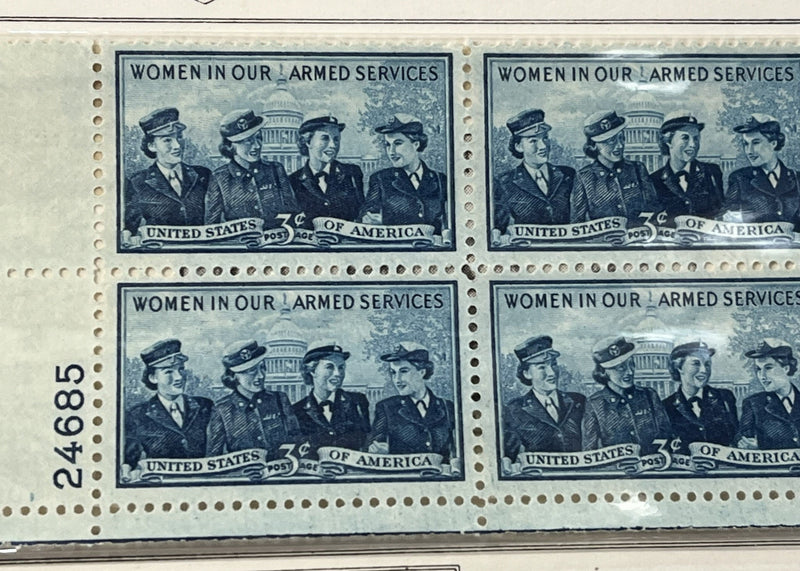 WOMEN IN OUR ARMED SERVICES
UNITED STATES 3¢ OF AMERICA
POSTAGE
WOMEN IN OUR ARMED SERVICES
UNITED STATES 3¢ OF AMERICA
POSTAGE
WOMEN IN OUR ARMED SERVICES
UNITED STATES 3¢ OF AMERICA
POSTAGE
WOMEN IN OUR ARMED SERVICES
UNITED STATES 3¢ OF AMERICA
POSTAGE
24685